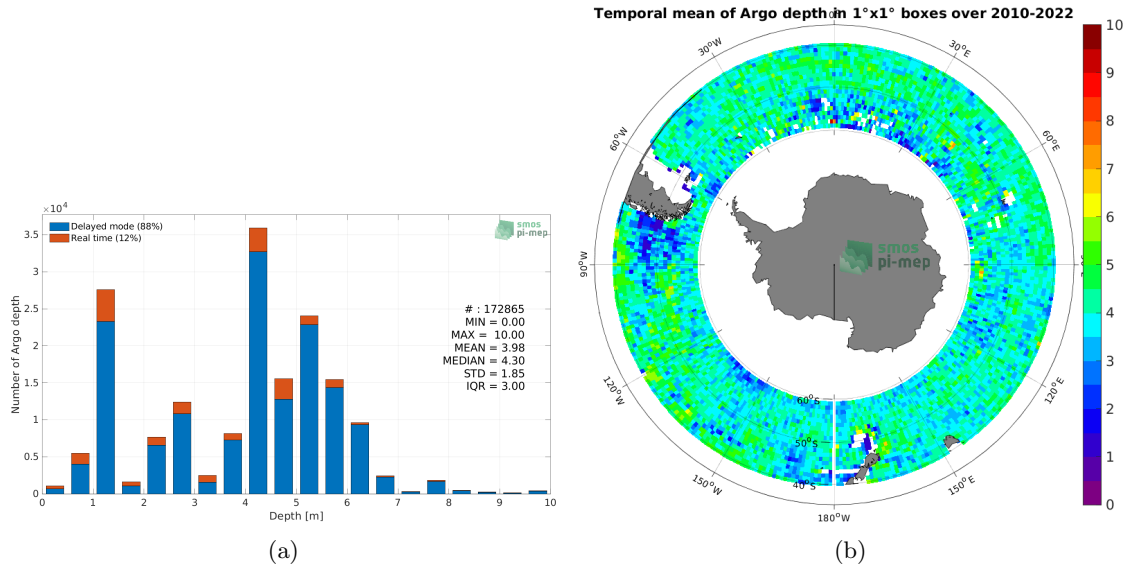 ×10⁴
Delayed mode (88%)
Real time (12%)
smos
pi-mep
3.5
3
2.5
2
1.5
1
0.5
0
Number of Argo depth
# : 172865
MIN = 0.00
MAX = 10.00
MEAN = 3.98
MEDIAN = 4.30
STD = 1.85
IQR = 3.00
0 1 2 3 4 5 6 7 8 9 10
Depth [m]
(a)
Temporal mean of Argo depth in 1°x1° boxes over 2010-2022
30°W
30°E
60°W
60°E
90°W
smos
pi-mep
120°W
120°E
60°S
50°S
40°S
150°W
150°E
180°W
10
9
8
7
6
5
4
3
2
1
0
(b)